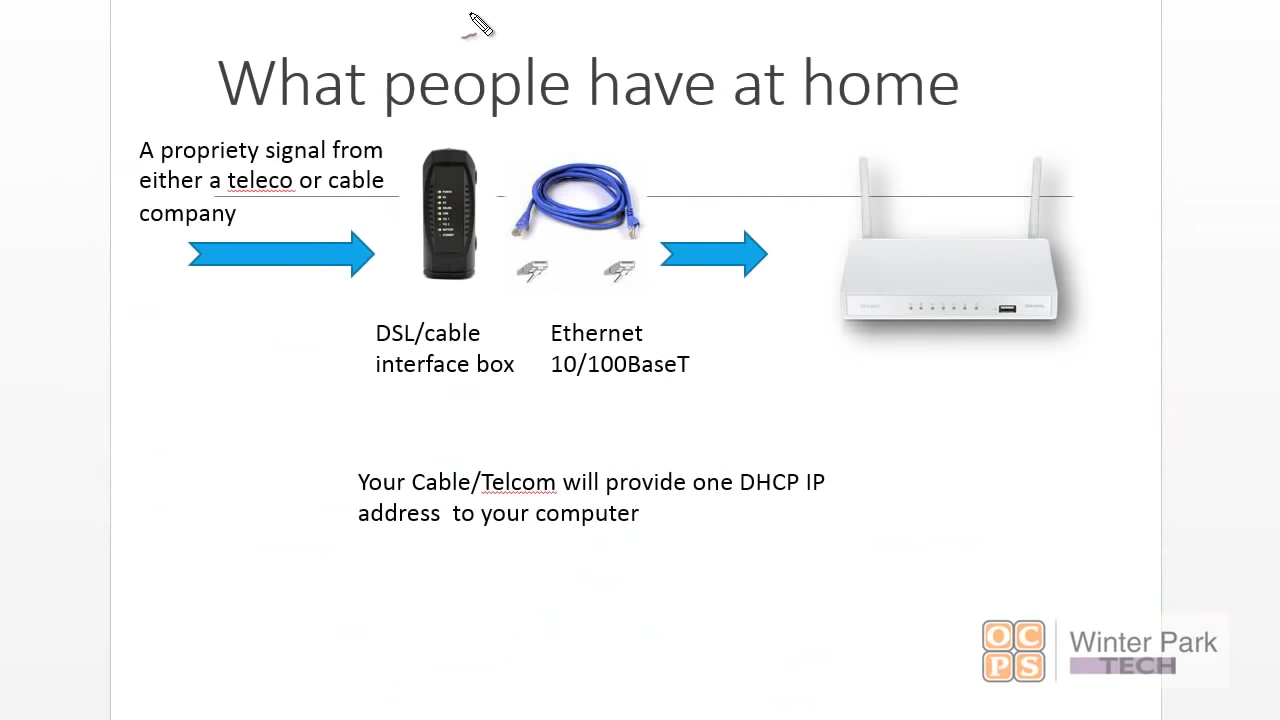 What people have at home
A propriety signal from
either a teleco or cable
company
DSL/cable
interface box
Ethernet
10/100BaseT
Your Cable/Telcom will provide one DHCP IP
address to your computer
OC
PS
Winter Park
TECH